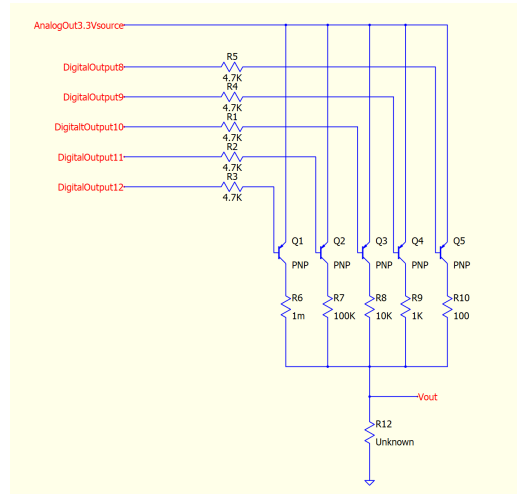 AnalogOut3.3Vsource
R5
DigitalOutput8
4.7K
R4
DigitalOutput9
4.7K
R1
DigitaltOutput10
4.7K
R2
DigitalOutput11
4.7K
R3
DigitalOutput12
4.7K
Q1 Q2 Q3 Q4 Q5
PNP PNP PNP PNP PNP
R6 R7 R8 R9 R10
1m 100K 10K 1K 100
Vout
R12
Unknown